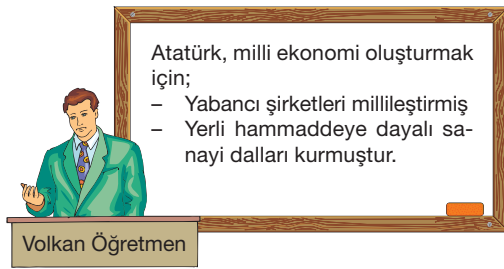 Atatürk, milli ekonomi oluşturmak
için;
– Yabancı şirketleri millileştirmiş
– Yerli hammaddeye dayalı sa-
nayi dalları kurmuştur.
Volkan Öğretmen